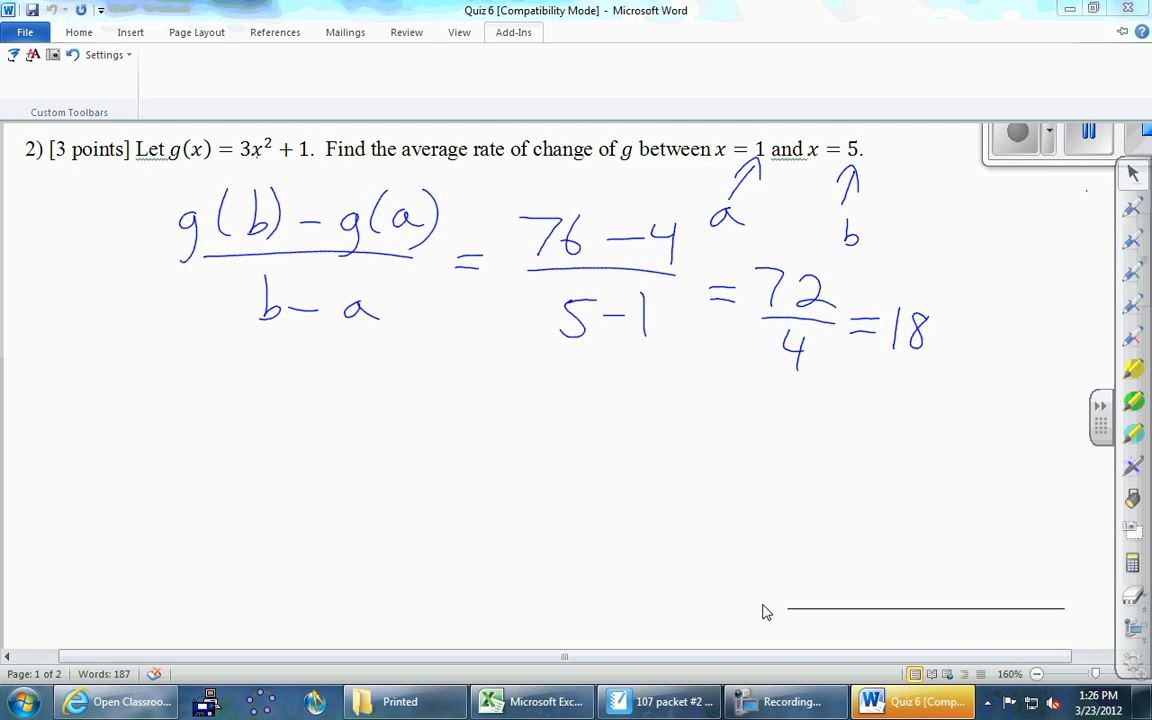 Quiz 6 [Compatibility Mode] - Microsoft Word
File Home Insert Page Layout References Mailings Review View Add-Ins
Settings
Custom Toolbars
2) [3 points] Let g(x) = 3x² + 1. Find the average rate of change of g between x = 1 and x = 5.
a b
g(b) - g(a) / b - a = 76 - 4 / 5 - 1 = 72 / 4 = 18
Page: 1 of 2 Words: 187 160%
Open Classroo... Printed Microsoft Exc... 107 packet #2 ... Recording... Quiz 6 [Comp... 1:26 PM
3/23/2012